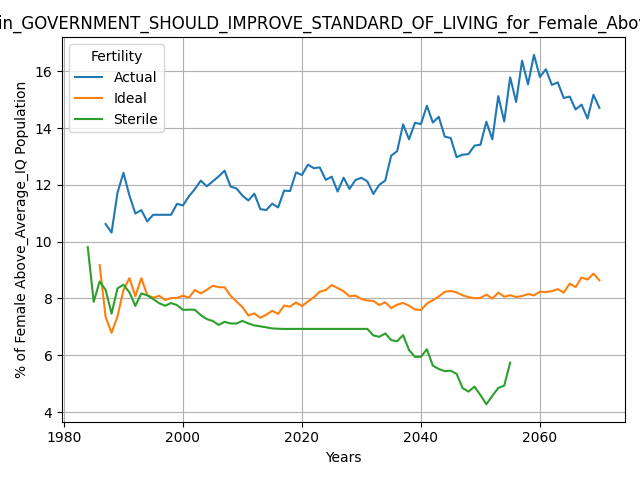 in_GOVERNMENT_SHOULD_IMPROVE_STANDARD_OF_LIVING_for_Female_Abov
Fertility
Actual
Ideal
Sterile
% of Female Above_Average_IQ Population
16
14
12
10
8
6
4
1980
2000
2020
2040
2060
Years